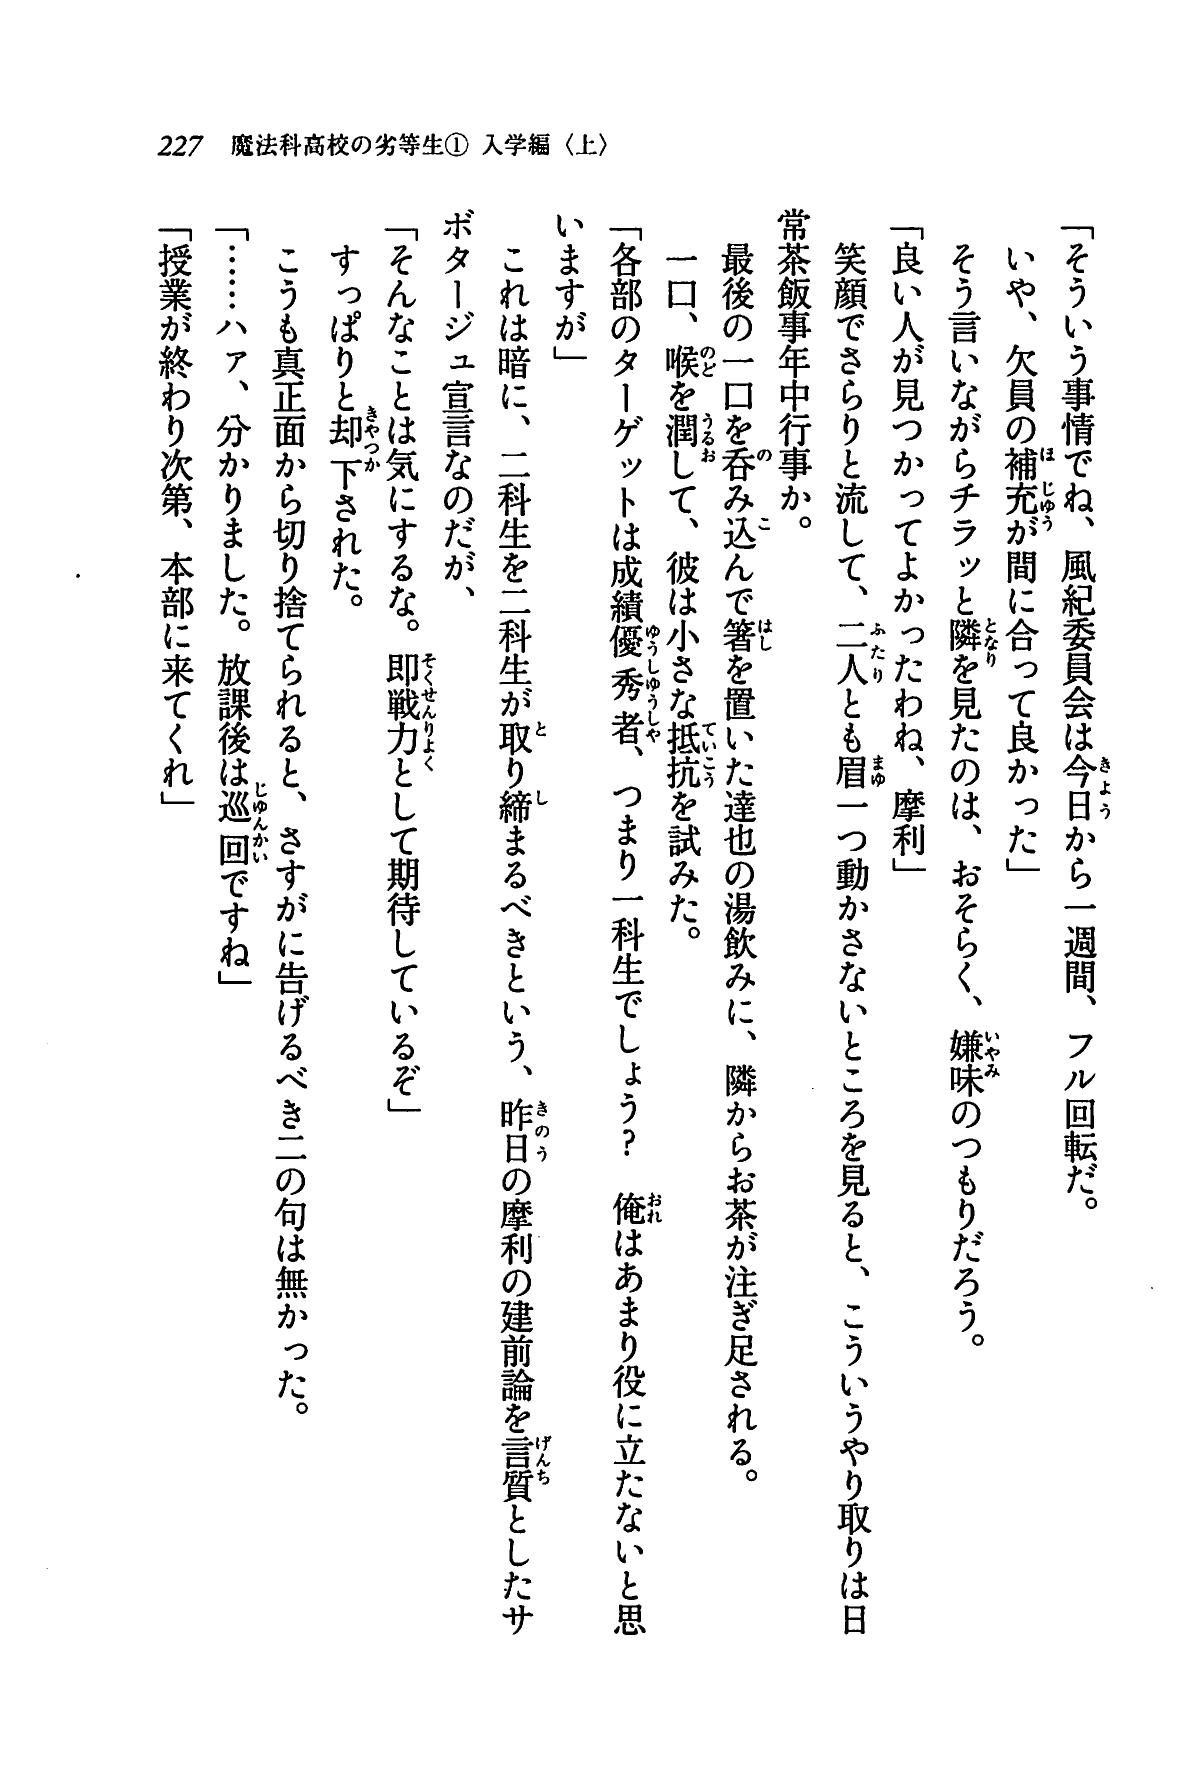 227 魔法科高校の劣等生① 入学編〈上〉
「そういう事情でね、風紀委員会は今日から一週間、フル回転だ。
いや、欠員の補充が間に合って良かった」
そう言いながらチラッと隣を見たのは、おそらく、嫌味のつもりだろう。
「良い人が見つかってよかったわね、摩利」
笑顔でさらりと流して、二人とも眉一つ動かさないところを見ると、こういうやり取りは日
常茶飯事年中行事か。
最後の一口を呑み込んで箸を置いた達也の湯飲みに、隣からお茶が注ぎ足される。
一口、喉を潤して、彼は小さな抵抗を試みた。
「各部のターゲットは成績優秀者、つまり一科生でしょう? 俺はあまり役に立たないと思
いますが」
これは暗に、二科生を二科生が取り締まるべきという、昨日の摩利の建前論を言質としたサ
ボタージュ宣言なのだが、
「そんなことは気にするな。即戦力として期待しているぞ」
すっぱりと却下された。
こうも真正面から切り捨てられると、さすがに告げるべき二の句は無かった。
「……ハァ、分かりました。放課後は巡回ですね」
「授業が終わり次第、本部に来てくれ」